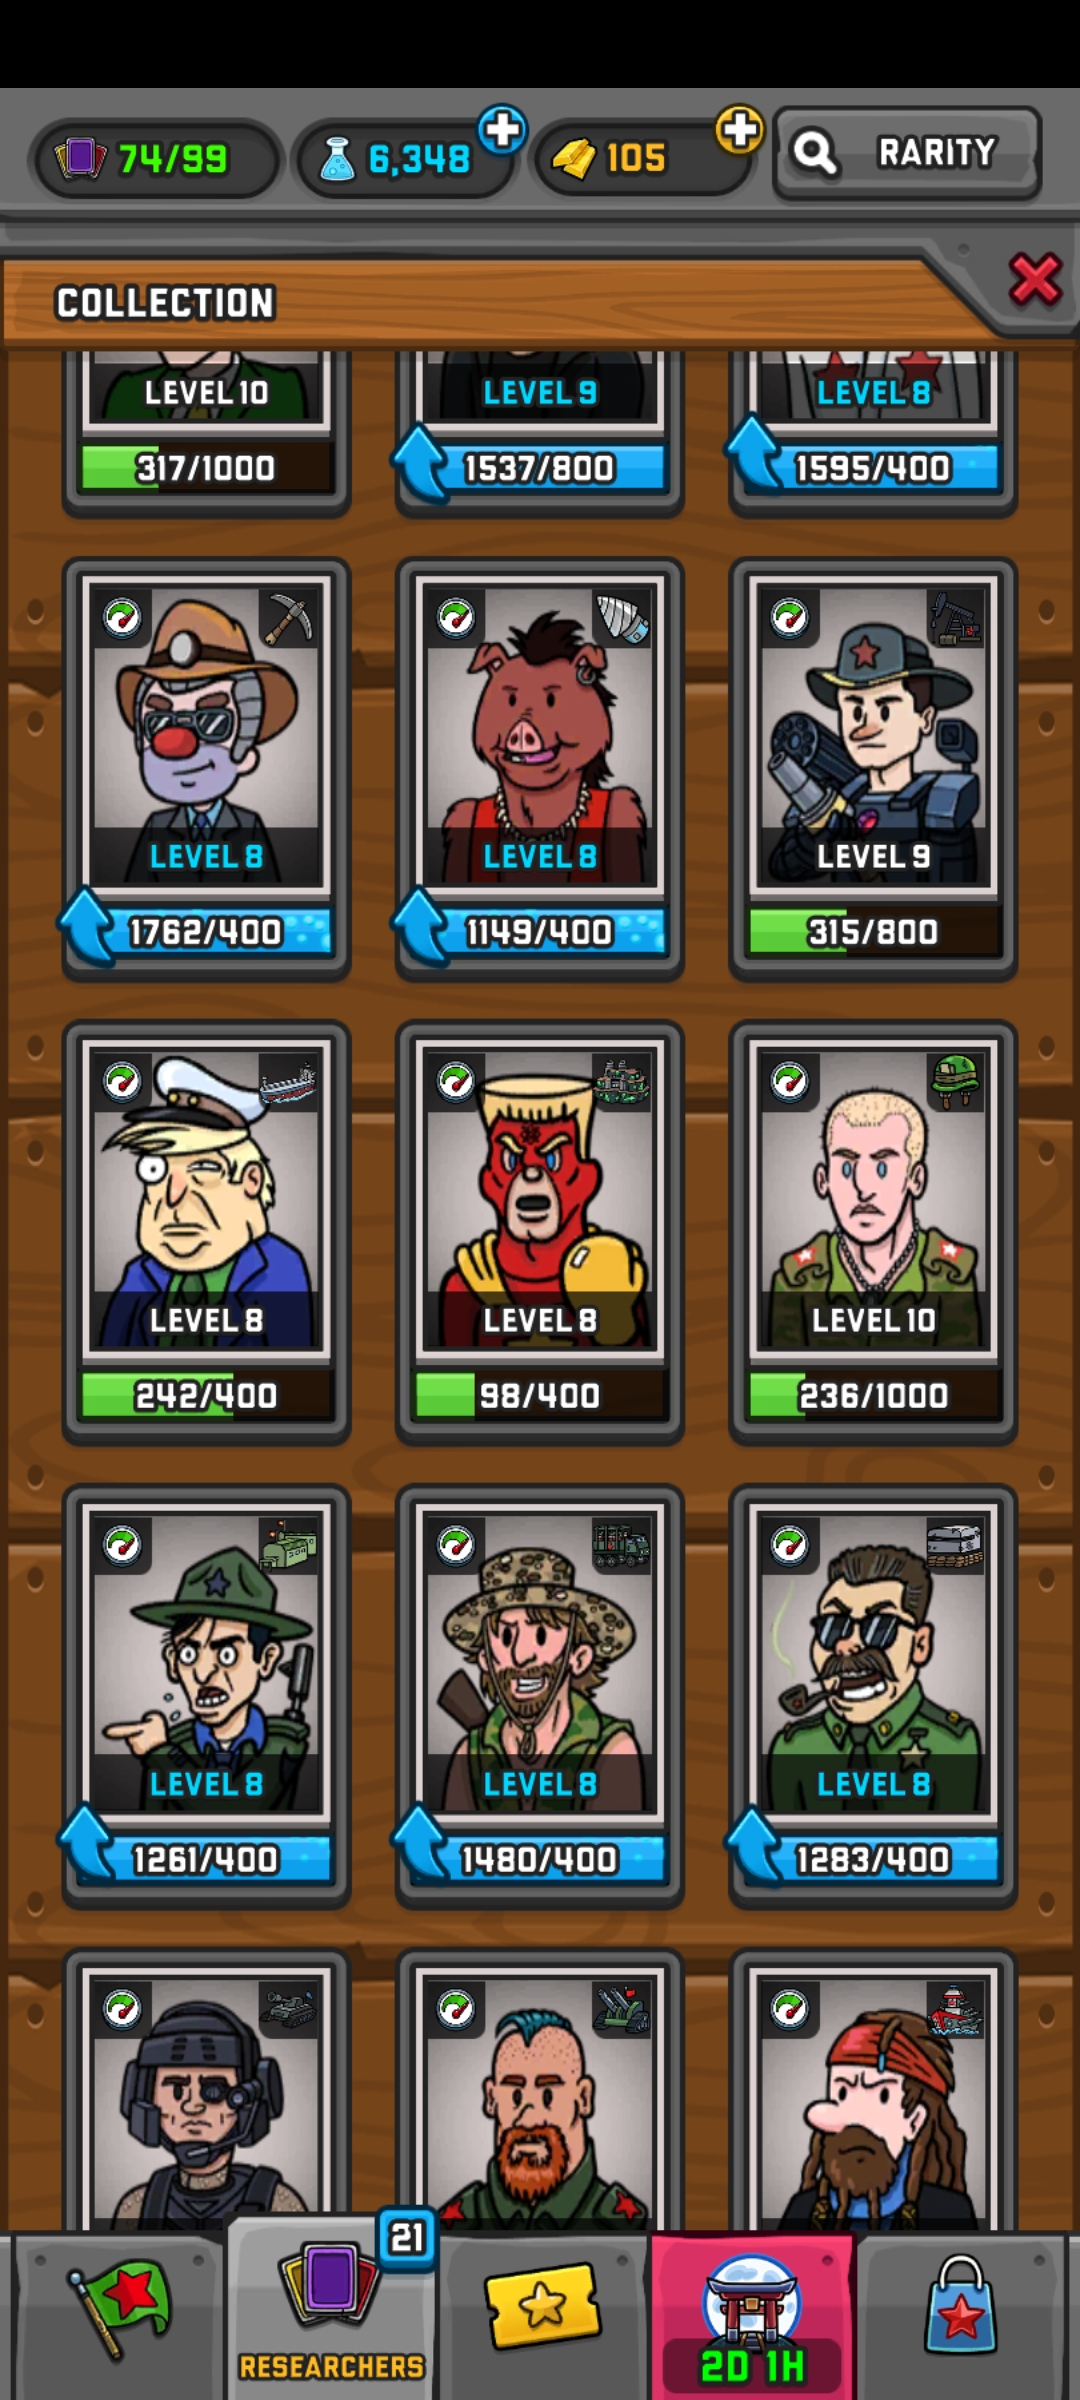 74/99
6,348
105
RARITY
COLLECTION
LEVEL 10
LEVEL 9
LEVEL 8
317/1000
1537/800
1595/400
LEVEL 8
LEVEL 8
LEVEL 9
1762/400
1149/400
315/800
LEVEL 8
LEVEL 8
LEVEL 10
242/400
98/400
236/1000
LEVEL 8
LEVEL 8
LEVEL 8
1261/400
1480/400
1283/400
21
RESEARCHERS
2D 1H